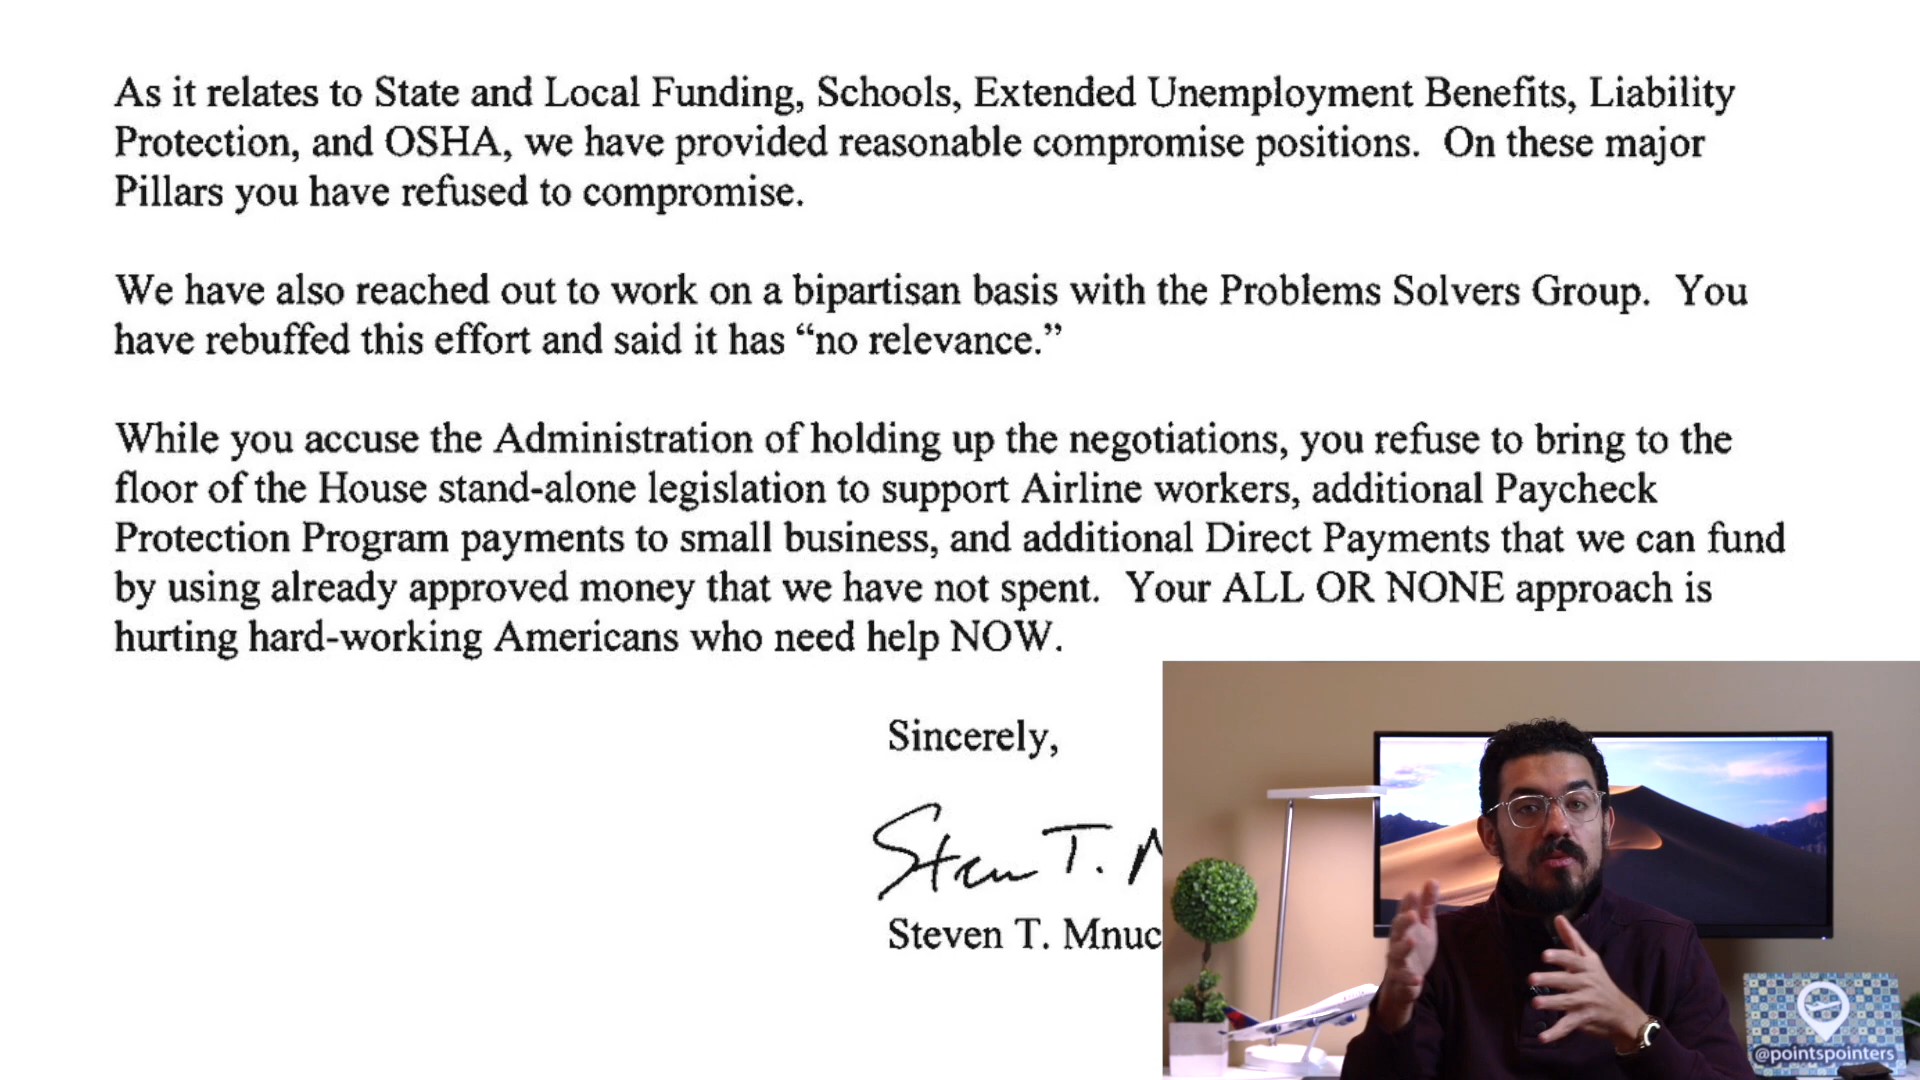 As it relates to State and Local Funding, Schools, Extended Unemployment Benefits, Liability
Protection, and OSHA, we have provided reasonable compromise positions.  On these major
Pillars you have refused to compromise.
We have also reached out to work on a bipartisan basis with the Problems Solvers Group.  You
have rebuffed this effort and said it has “no relevance.”
While you accuse the Administration of holding up the negotiations, you refuse to bring to the
floor of the House stand-alone legislation to support Airline workers, additional Paycheck
Protection Program payments to small business, and additional Direct Payments that we can fund
by using already approved money that we have not spent.  Your ALL OR NONE approach is
hurting hard-working Americans who need help NOW.
Sincerely,
Steven T. M
Steven T. Mnuc
@pointspointers